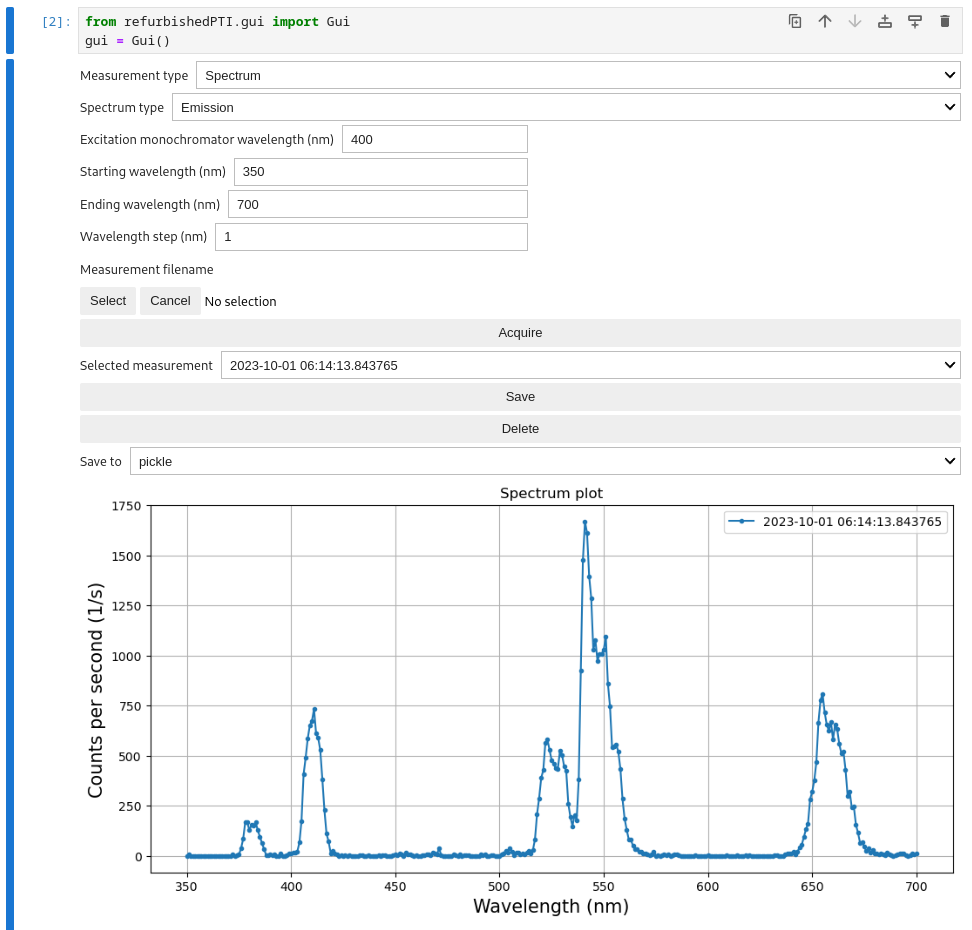 [2]: from refurbishedPTI.gui import Gui
gui = Gui()
Measurement type Spectrum
Spectrum type Emission
Excitation monochromator wavelength (nm) 400
Starting wavelength (nm) 350
Ending wavelength (nm) 700
Wavelength step (nm) 1
Measurement filename
Select Cancel No selection
Acquire
Selected measurement 2023-10-01 06:14:13.843765
Save
Delete
Save to pickle
Spectrum plot
2023-10-01 06:14:13.843765
Counts per second (1/s)
1750
1500
1250
1000
750
500
250
0
350 400 450 500 550 600 650 700
Wavelength (nm)